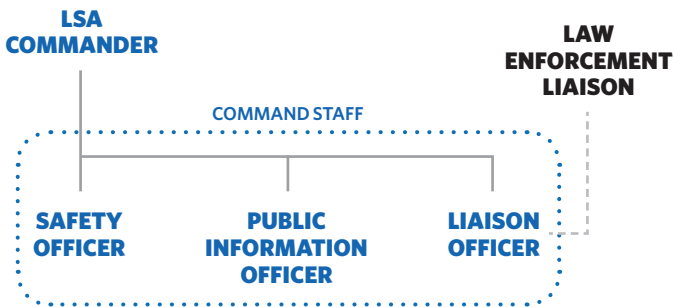 LSA
COMMANDER
LAW
ENFORCEMENT
LIAISON
COMMAND STAFF
SAFETY
OFFICER
PUBLIC
INFORMATION
OFFICER
LIAISON
OFFICER